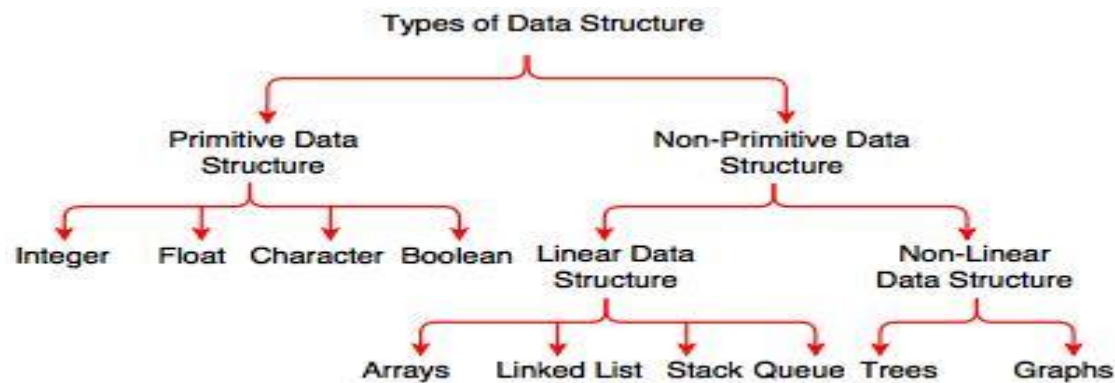 Types of Data Structure
Primitive Data
Structure
Non-Primitive Data
Structure
Integer
Float
Character
Boolean
Linear Data
Structure
Non-Linear
Data Structure
Arrays
Linked List
Stack
Queue
Trees
Graphs